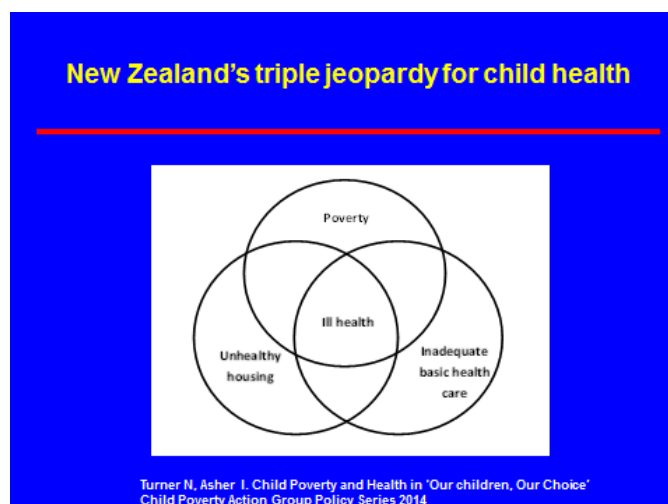 New Zealand's triple jeopardy for child health
Poverty
Ill health
Unhealthy
housing
Inadequate
basic health
care
Turner N, Asher I. Child Poverty and Health in 'Our children, Our Choice'
Child Poverty Action Group Policy Series 2014